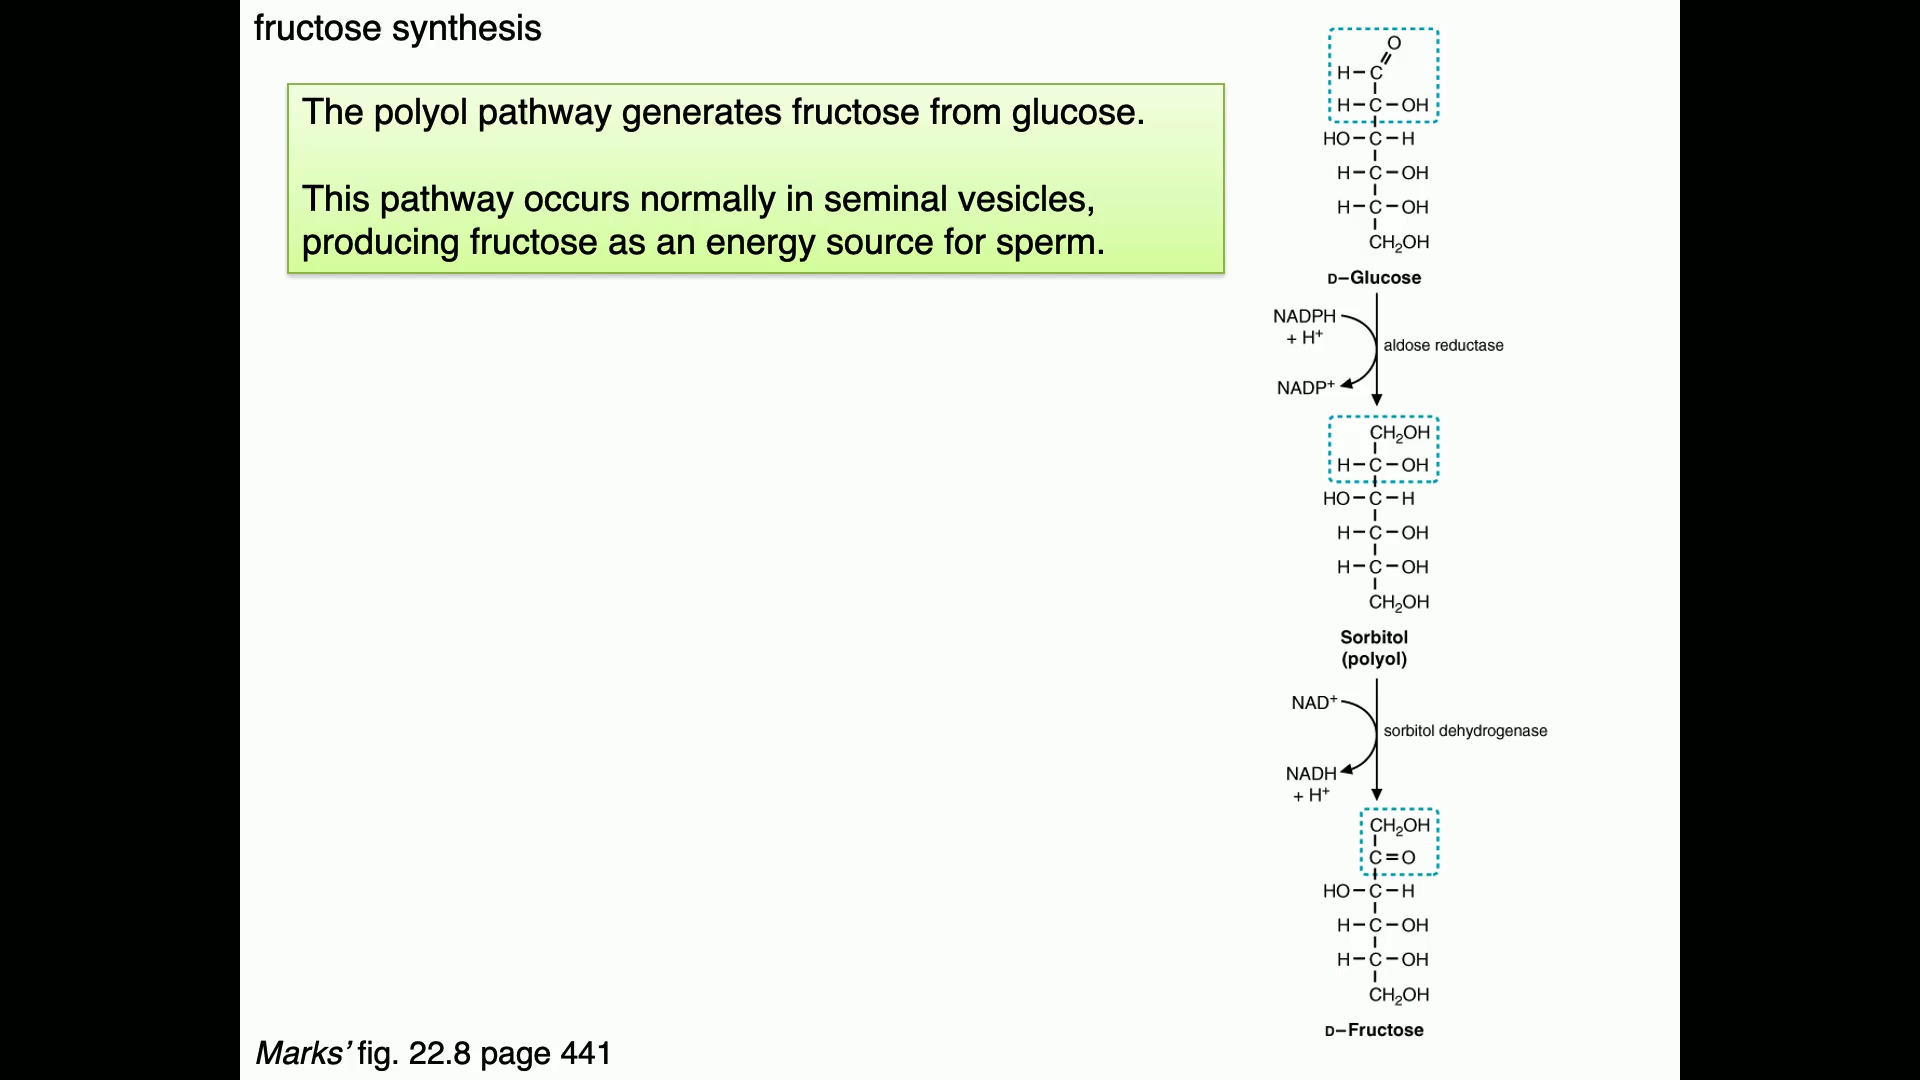 fructose synthesis
The polyol pathway generates fructose from glucose.
This pathway occurs normally in seminal vesicles,
producing fructose as an energy source for sperm.
O
H–C
H–C–OH
HO–C–H
H–C–OH
H–C–OH
CH₂OH
D–Glucose
NADPH
+ H⁺
aldose reductase
NADP⁺
CH₂OH
H–C–OH
HO–C–H
H–C–OH
H–C–OH
CH₂OH
Sorbitol
(polyol)
NAD⁺
sorbitol dehydrogenase
NADH
+ H⁺
CH₂OH
C=O
HO–C–H
H–C–OH
H–C–OH
CH₂OH
D–Fructose
Marks’ fig. 22.8 page 441